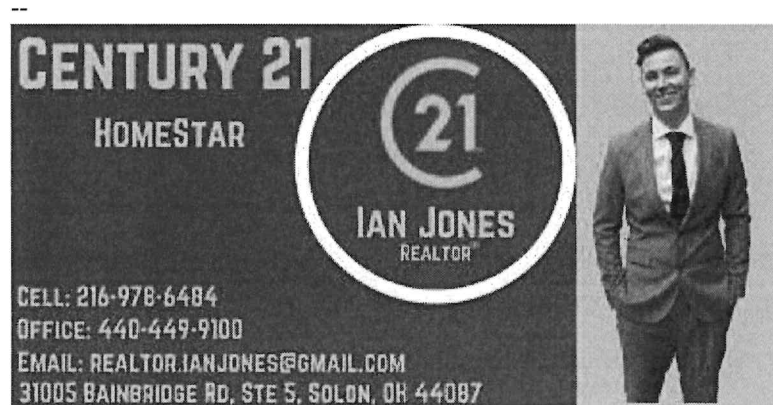 --
CENTURY 21
HOMESTAR
21
IAN JONES
REALTOR®
CELL: 216-978-6484
OFFICE: 440-449-9100
EMAIL: REALTOR.IANJONES@GMAIL.COM
31005 BAINBRIDGE RD, STE 5, SOLON, OH 44087